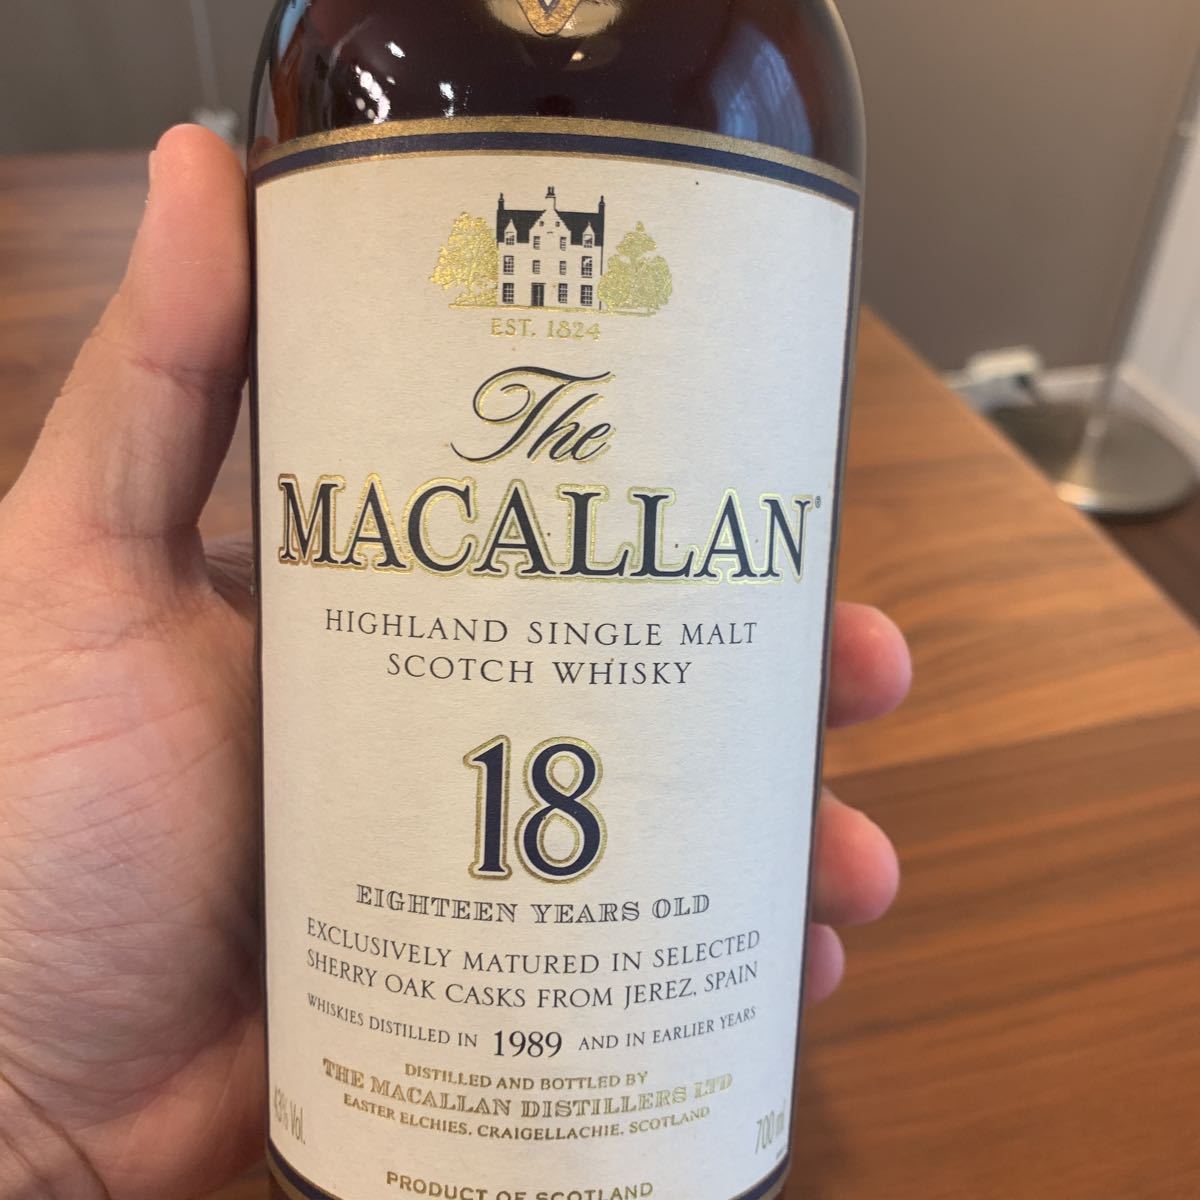 EST. 1824
The
MACALLAN®
HIGHLAND SINGLE MALT
SCOTCH WHISKY
18
EIGHTEEN YEARS OLD
EXCLUSIVELY MATURED IN SELECTED
SHERRY OAK CASKS FROM JEREZ, SPAIN
WHISKIES DISTILLED IN 1989 AND IN EARLIER YEARS
DISTILLED AND BOTTLED BY
THE MACALLAN DISTILLERS LTD
EASTER ELCHIES, CRAIGELLACHIE, SCOTLAND
43% Vol. 700 ml
PRODUCT OF SCOTLAND